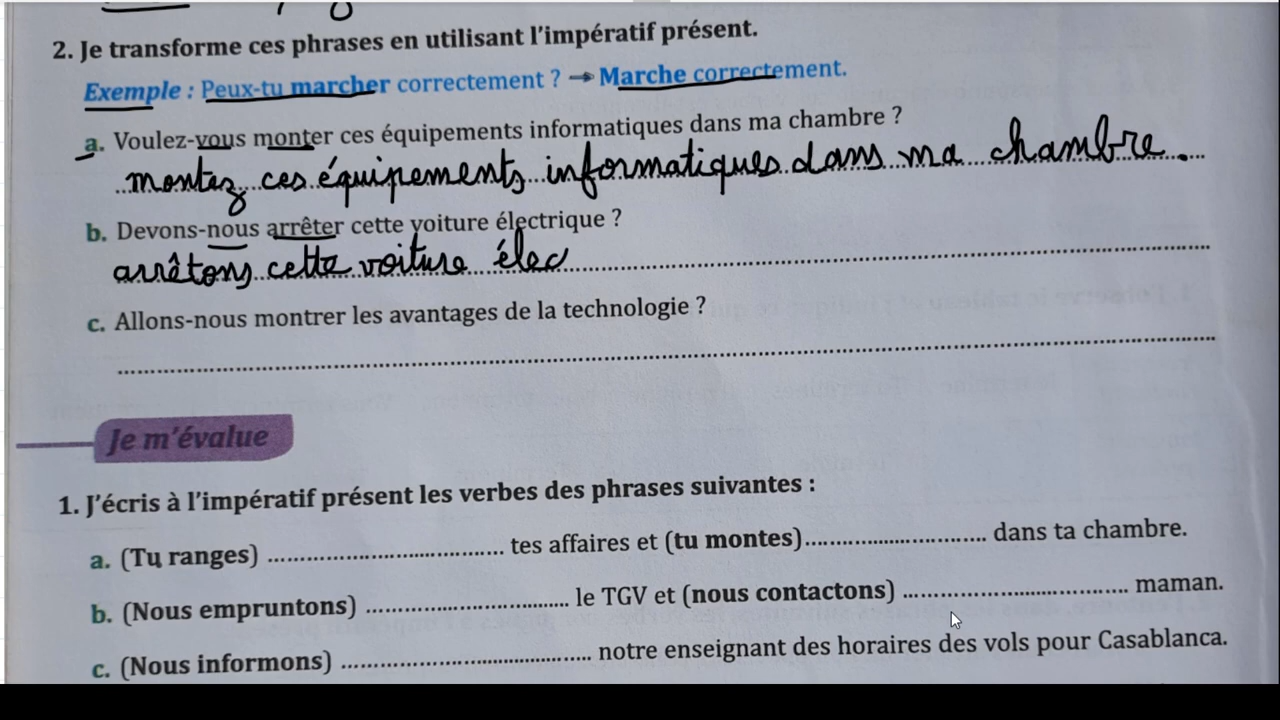 2. Je transforme ces phrases en utilisant l'impératif présent.
Exemple : Peux-tu marcher correctement ? → Marche correctement.
a. Voulez-vous monter ces équipements informatiques dans ma chambre ?
montez ces équipements informatiques dans ma chambre.
b. Devons-nous arrêter cette voiture électrique ?
arrêtons cette voiture élec
c. Allons-nous montrer les avantages de la technologie ?
Je m'évalue
1. J'écris à l'impératif présent les verbes des phrases suivantes :
a. (Tu ranges) .................................... tes affaires et (tu montes)............................ dans ta chambre.
b. (Nous empruntons) ............................... le TGV et (nous contactons) ................................... maman.
c. (Nous informons) ...................................... notre enseignant des horaires des vols pour Casablanca.